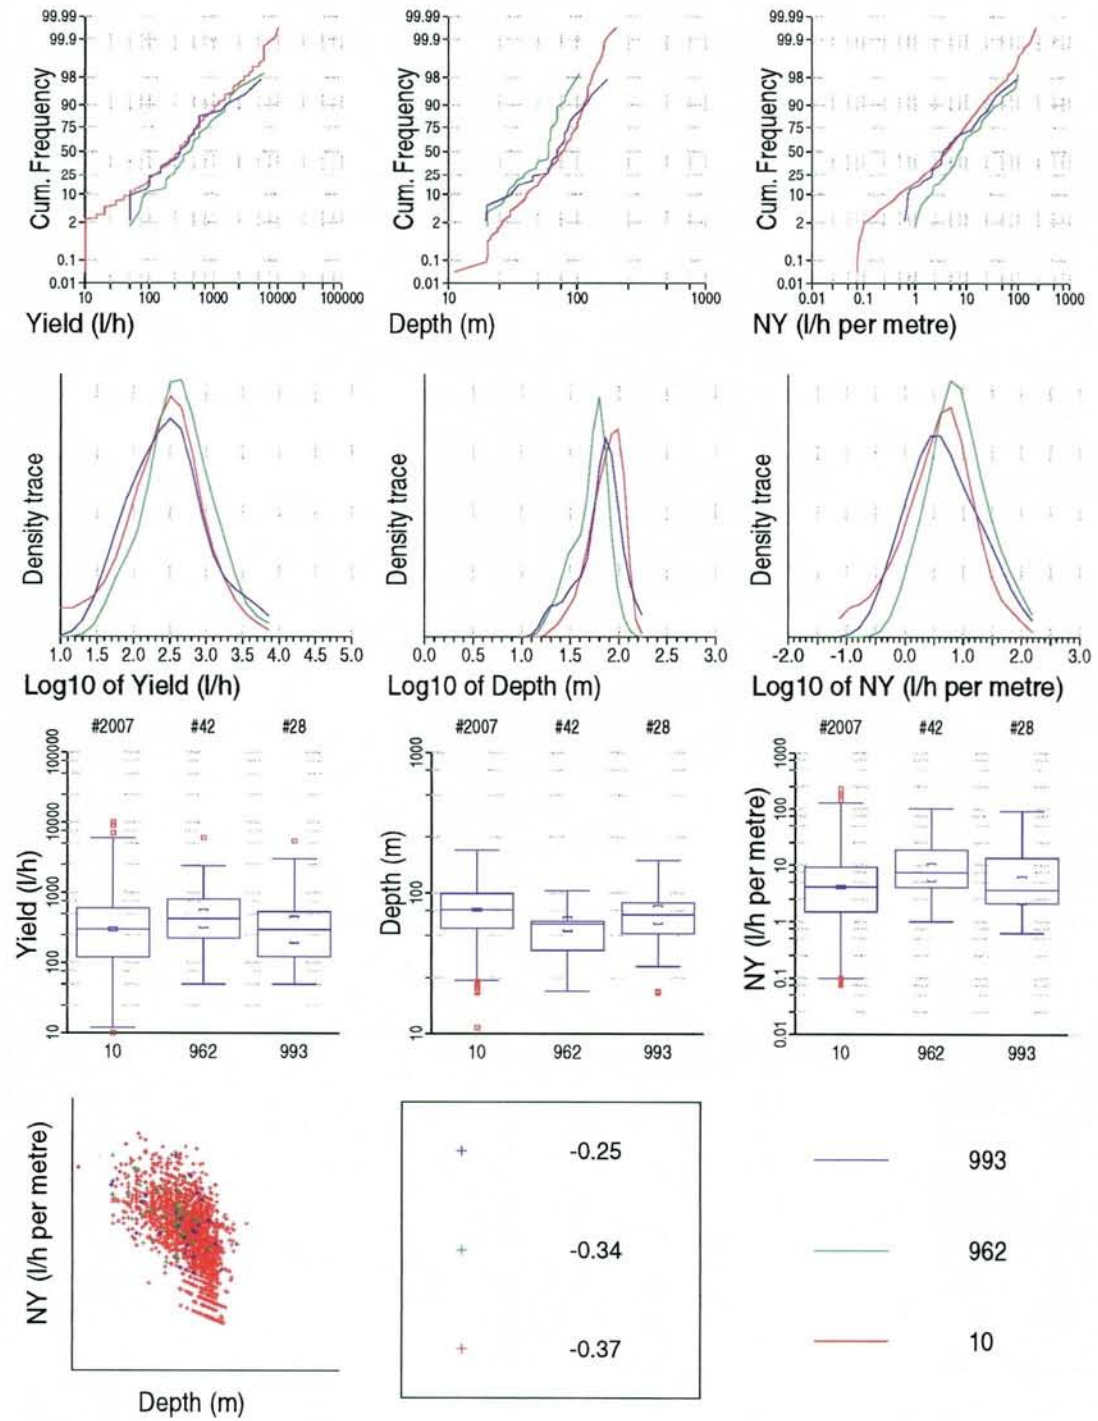 99.99
99.9
98
90
75
50
25
10
2
0.1
0.01
Cum. Frequency
10 100 1000 10000 100000
Yield (l/h)
99.99
99.9
98
90
75
50
25
10
2
0.1
0.01
Cum. Frequency
10 100 1000
Depth (m)
99.99
99.9
98
90
75
50
25
10
2
0.1
0.01
Cum. Frequency
0.01 0.1 1 10 100 1000
NY (l/h per metre)
Density trace
1.0 1.5 2.0 2.5 3.0 3.5 4.0 4.5 5.0
Log10 of Yield (l/h)
Density trace
0.0 0.5 1.0 1.5 2.0 2.5 3.0
Log10 of Depth (m)
Density trace
-2.0 -1.0 0.0 1.0 2.0 3.0
Log10 of NY (l/h per metre)
#2007 #42 #28
100000
10000
1000
100
10
Yield (l/h)
10 962 993
#2007 #42 #28
1000
100
10
Depth (m)
10 962 993
#2007 #42 #28
1000
100
10
1
0.1
0.01
NY (l/h per metre)
10 962 993
NY (l/h per metre)
Depth (m)
-0.25
-0.34
-0.37
993
962
10